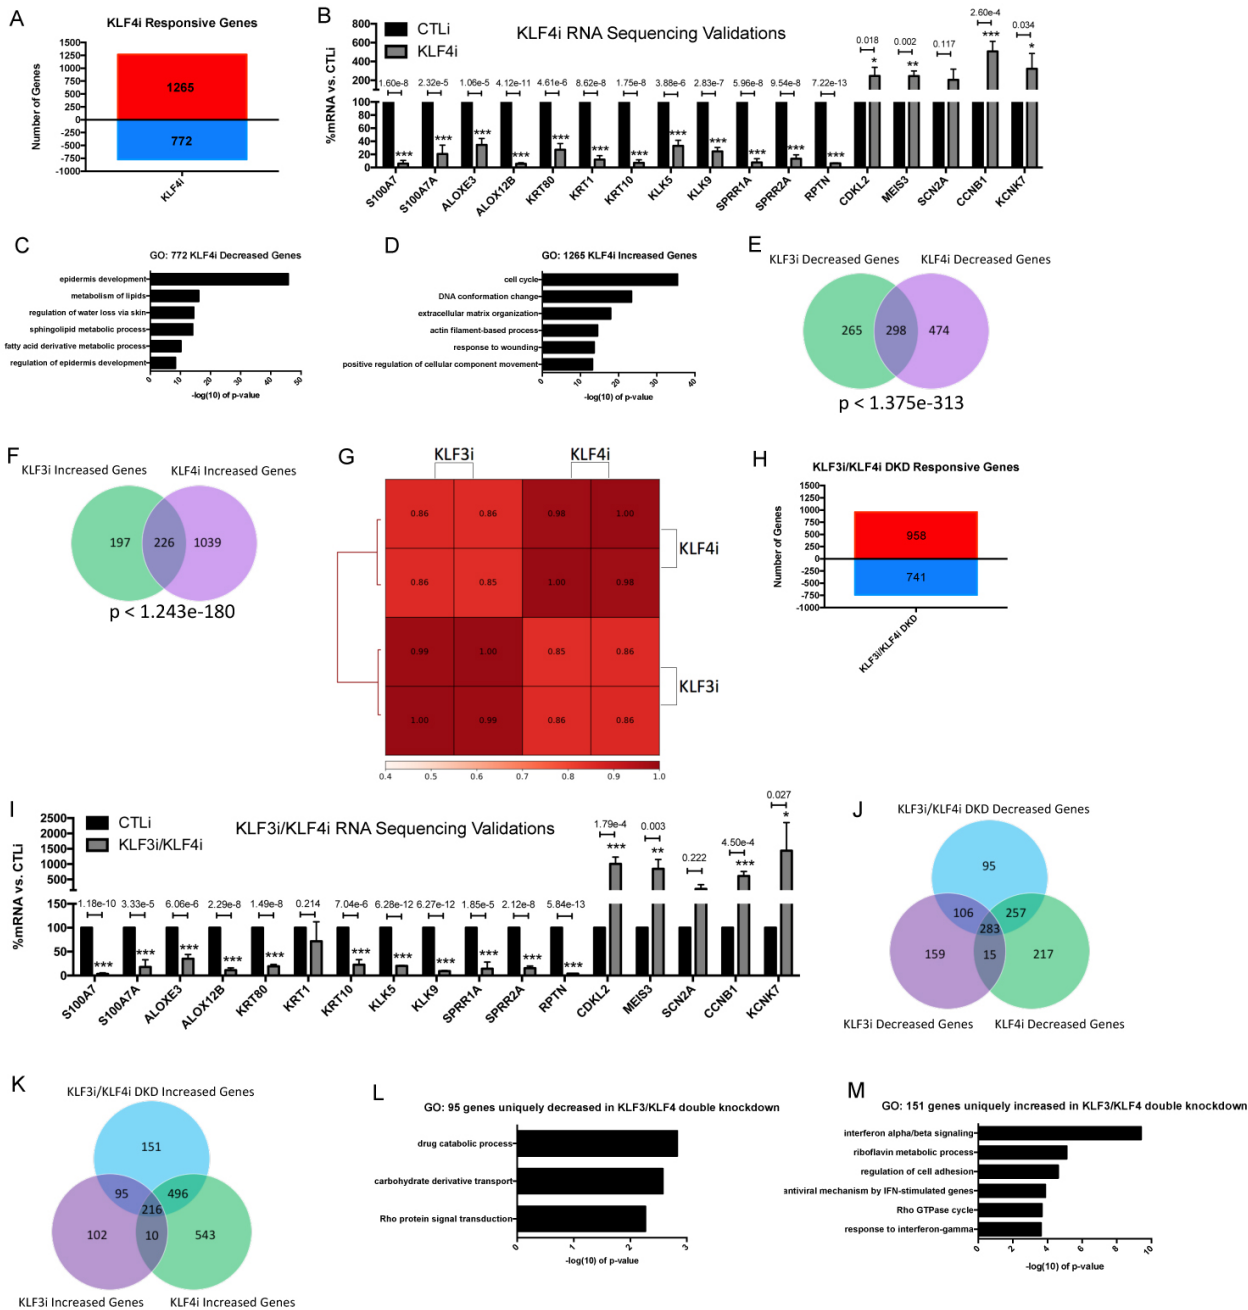 A
KLF4i Responsive Genes
Number of Genes
1500
1250
1000
750
500
250
0
-250
-500
-750
-1000
1265
772
KLF4i
B
KLF4i RNA Sequencing Validations
CTLi
KLF4i
%mRNA vs. CTLi
800
600
400
200
100
80
60
40
20
0
1.60e-8
2.32e-5
1.06e-5
4.12e-11
4.61e-6
8.62e-8
1.75e-8
3.88e-6
2.83e-7
5.96e-8
9.54e-8
7.22e-13
0.018
0.002
0.117
2.60e-4
0.034
*** *** *** *** *** *** *** *** *** *** *** *** * ** *** *
S100A7
S100A7A
ALOXE3
ALOX12B
KRT80
KRT1
KRT10
KLK5
KLK9
SPRR1A
SPRR2A
RPTN
CDKL2
MEIS3
SCN2A
CCNB1
KCNK7
C
GO: 772 KLF4i Decreased Genes
epidermis development
metabolism of lipids
regulation of water loss via skin
sphingolipid metabolic process
fatty acid derivative metabolic process
regulation of epidermis development
0 10 20 30 40 50
-log(10) of p-value
D
GO: 1265 KLF4i Increased Genes
cell cycle
DNA conformation change
extracellular matrix organization
actin filament-based process
response to wounding
positive regulation of cellular component movement
0 10 20 30 40
-log(10) of p-value
E
KLF3i Decreased Genes
KLF4i Decreased Genes
265 298 474
p < 1.375e-313
F
KLF3i Increased Genes
KLF4i Increased Genes
197 226 1039
p < 1.243e-180
G
KLF3i
KLF4i
0.86 0.86 0.98 1.00
0.86 0.85 1.00 0.98
0.99 1.00 0.85 0.86
1.00 0.99 0.86 0.86
KLF4i
KLF3i
0.4 0.5 0.6 0.7 0.8 0.9 1.0
H
KLF3i/KLF4i DKD Responsive Genes
Number of Genes
1500
1250
1000
750
500
250
0
-250
-500
-750
-1000
958
741
KLF3i/KLF4i DKD
I
KLF3i/KLF4i RNA Sequencing Validations
CTLi
KLF3i/KLF4i
%mRNA vs. CTLi
2500
2000
1500
1000
500
150
100
50
0
1.18e-10
3.33e-5
6.06e-6
2.29e-8
1.49e-8
0.214
7.04e-6
6.28e-12
6.27e-12
1.85e-5
2.12e-8
5.84e-13
1.79e-4
0.003
0.222
4.50e-4
0.027
*** *** *** *** *** *** *** *** *** *** *** *** ** *** *
S100A7
S100A7A
ALOXE3
ALOX12B
KRT80
KRT1
KRT10
KLK5
KLK9
SPRR1A
SPRR2A
RPTN
CDKL2
MEIS3
SCN2A
CCNB1
KCNK7
J
KLF3i/KLF4i DKD Decreased Genes
95
106 257
283
159 15 217
KLF3i Decreased Genes
KLF4i Decreased Genes
K
KLF3i/KLF4i DKD Increased Genes
151
95 496
216
102 10 543
KLF3i Increased Genes
KLF4i Increased Genes
L
GO: 95 genes uniquely decreased in KLF3/KLF4 double knockdown
drug catabolic process
carbohydrate derivative transport
Rho protein signal transduction
0 1 2 3
-log(10) of p-value
M
GO: 151 genes uniquely increased in KLF3/KLF4 double knockdown
interferon alpha/beta signaling
riboflavin metabolic process
regulation of cell adhesion
antiviral mechanism by IFN-stimulated genes
Rho GTPase cycle
response to interferon-gamma
0 2 4 6 8 10
-log(10) of p-value